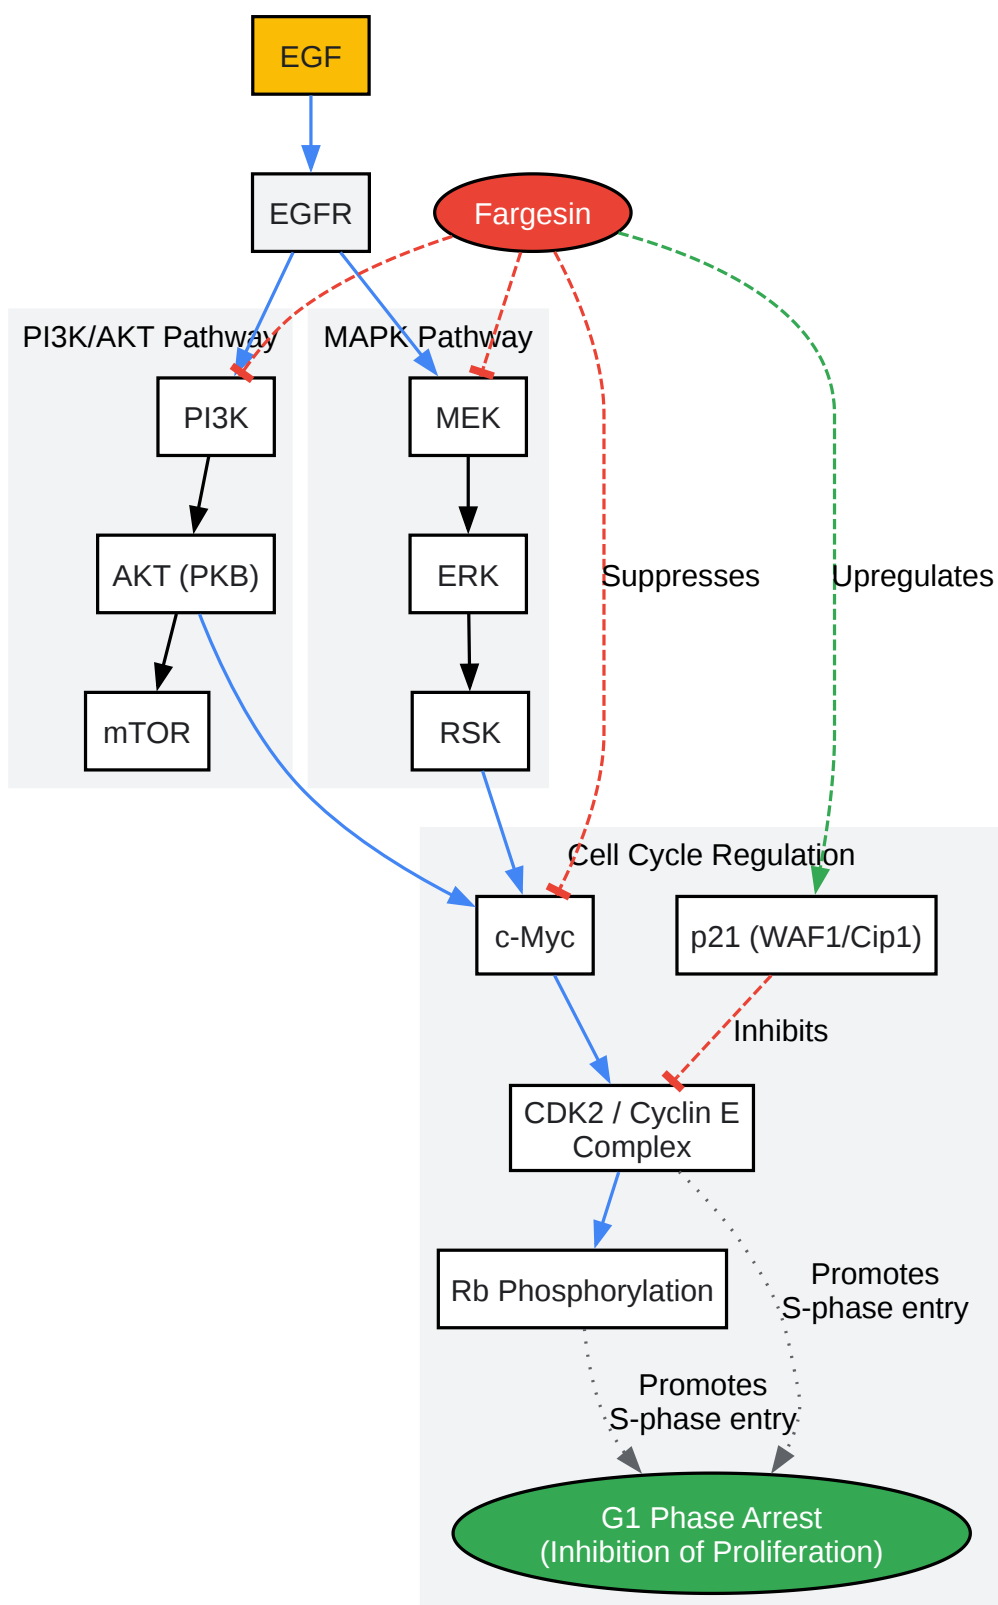 EGF
EGFR
Fargesin
PI3K/AKT Pathway
MAPK Pathway
PI3K
MEK
AKT (PKB)
ERK
Suppresses
Upregulates
mTOR
RSK
Cell Cycle Regulation
c-Myc
p21 (WAF1/Cip1)
Inhibits
CDK2 / Cyclin E
Complex
Rb Phosphorylation
Promotes
S-phase entry
Promotes
S-phase entry
G1 Phase Arrest
(Inhibition of Proliferation)